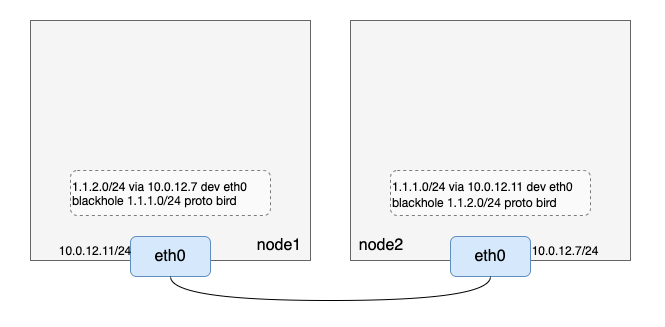 1.1.2.0/24 via 10.0.12.7 dev eth0
blackhole 1.1.1.0/24 proto bird
10.0.12.11/24
eth0
node1
1.1.1.0/24 via 10.0.12.11 dev eth0
blackhole 1.1.2.0/24 proto bird
node2
eth0
10.0.12.7/24